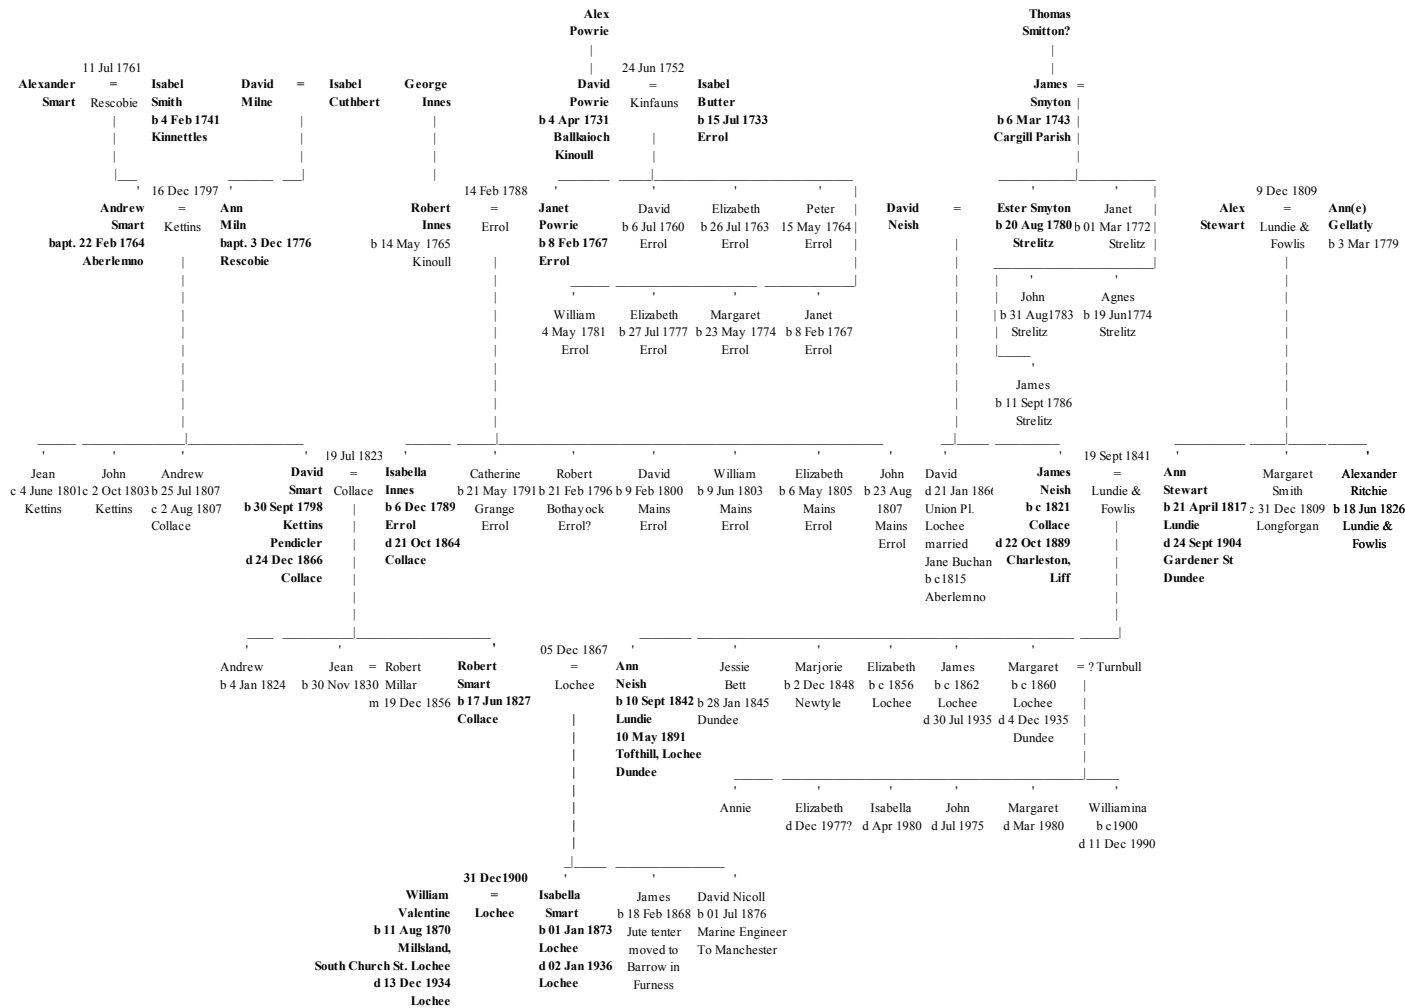 Alex
Powrie
Thomas
Smitton?
11 Jul 1761
24 Jun 1752
Alexander = Isabel David = Isabel George David = Isabel James =
Smart Rescobie Smith Milne Cuthbert Innes Powrie Kinfauns Butter Smyton
b 4 Feb 1741 b 4 Apr 1731 b 15 Jul 1733 b 6 Mar 1743
Kinnettles Ballkaioch Errol Cargill Parish
Kinoull
16 Dec 1797 14 Feb 1788 9 Dec 1809
Andrew = Ann Robert = Janet David Elizabeth Peter David = Ester Smyton Janet Alex = Ann(e)
Smart Kettins Miln Innes Errol Powrie b 6 Jul 1760 b 26 Jul 1763 15 May 1764 Neish b 20 Aug 1780 b 01 Mar 1772 Stewart Lundie & Gellatly
bapt. 22 Feb 1764 bapt. 3 Dec 1776 b 14 May 1765 b 8 Feb 1767 Errol Errol Errol Strelitz Strelitz Fowlis b 3 Mar 1779
Aberlemno Rescobie Kinoull Errol
William Elizabeth Margaret Janet John Agnes
4 May 1781 b 27 Jul 1777 b 23 May 1774 b 8 Feb 1767 b 31 Aug1783 b 19 Jun1774
Errol Errol Errol Errol Strelitz Strelitz
James
b 11 Sept 1786
Strelitz
19 Jul 1823 19 Sept 1841
Jean John Andrew David = Isabella Catherine Robert David William Elizabeth John David James = Ann Margaret Alexander
c 4 June 1801 c 2 Oct 1803 b 25 Jul 1807 Smart Collace Innes b 21 May 1791 b 21 Feb 1796 b 9 Feb 1800 b 9 Jun 1803 b 6 May 1805 b 23 Aug d 21 Jan 186 Neish Lundie & Stewart Smith Ritchie
Kettins Kettins c 2 Aug 1807 b 30 Sept 1798 b 6 Dec 1789 Grange Bothayock Mains Mains Mains 1807 Union Pl. b c 1821 Fowlis b 21 April 1817 c 31 Dec 1809 b 18 Jun 1826
Collace Kettins Errol Errol Errol? Errol Errol Errol Mains Lochee Collace Lundie Longforgan Lundie &
Pendicler d 21 Oct 1864 Errol married d 22 Oct 1889 d 24 Sept 1904 Fowlis
d 24 Dec 1866 Collace Jane Buchan Charleston, Gardener St
Collace b c1815 Liff Dundee
Aberlemno
05 Dec 1867
Andrew Jean = Robert Robert = Ann Jessie Marjorie Elizabeth James Margaret = ? Turnbull
b 4 Jan 1824 b 30 Nov 1830 Millar Smart Lochee Neish Bett b 2 Dec 1848 b c 1856 b c 1862 b c 1860
m 19 Dec 1856 b 17 Jun 1827 b 10 Sept 1842 b 28 Jan 1845 Newtyle Lochee Lochee Lochee
Collace Lundie Dundee d 30 Jul 1935 d 4 Dec 1935
10 May 1891 Dundee
Tofthill, Lochee
Dundee
Annie Elizabeth Isabella John Margaret Williamina
d Dec 1977? d Apr 1980 d Jul 1975 d Mar 1980 b c1900
d 11 Dec 1990
31 Dec1900
William = Isabella James David Nicoll
Valentine Lochee Smart b 18 Feb 1868 b 01 Jul 1876
b 11 Aug 1870 b 01 Jan 1873 Jute tenter Marine Engineer
Millsland, Lochee moved to To Manchester
South Church St. Lochee d 02 Jan 1936 Barrow in
d 13 Dec 1934 Lochee Furness
Lochee